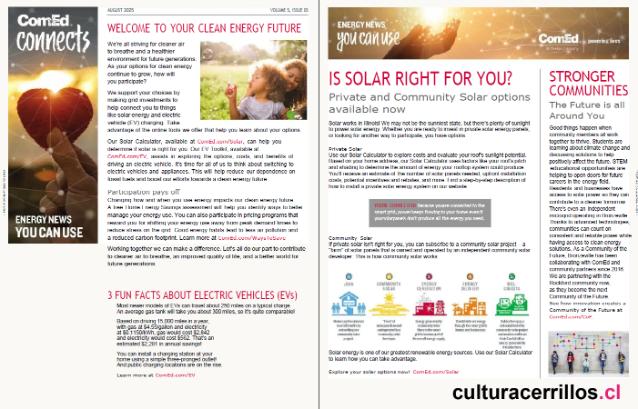 ComEd
connects
ENERGY NEWS
YOU CAN USE
AUGUST 2025
VOLUME 5, ISSUE 05
WELCOME TO YOUR CLEAN ENERGY FUTURE
We're all striving for cleaner air
to breathe and a healthier
environment for future generations.
As your options for clean energy
continue to grow, how will
you participate?
We support your choices by
making grid investments to
help connect you to things
like solar energy and electric
vehicle (EV) charging. Take
advantage of the online tools we offer that help you learn about your options
Our Solar Calculator, available at ComEd.com/Solar, can help you
determine if solar is right for you. Our EV Toolkit, available at
ComEd.com/EV, assists in exploring the options, costs, and benefits of
driving an electric vehicle. It's time for all of us to think about switching to
electric vehicles and appliances. This will help reduce our dependence on
fossil fuels and boost our efforts towards a clean energy future
Participation pays off
Changing how and when you use energy impacts our clean energy future.
A free Home Energy Savings assessment will help you identify ways to better
manage your energy use. You can also participate in pricing programs that
reward you for shifting your energy use away from peak demand times to
reduce stress on the grid. Good energy habits lead to less air pollution and
a reduced carbon footprint. Learn more at ComEd.com/WaysToSave
Working together we can make a difference. Let's all do our part to contribute
to cleaner air to breathe, an improved quality of life, and a better world for
future generations.
3 FUN FACTS ABOUT ELECTRIC VEHICLES (EVs)
Most newer models of EVs can travel about 250 miles on a typical charge.
An average gas tank will take you about 300 miles, so it's quite comparable!
Based on driving 15,000 miles in a year,
with gas at $4.55/gallon and electricity
at $0.1150/kWh, gas would cost $2,842
and electricity would cost $562. That's an
estimated $2,281 in annual savings!
You can install a charging station at your
home using a simple three-pronged outlet!
And public charging locations are on the rise.
Learn more at ComEd.com/EV
ENERGY NEWS
you can use
ComEd
powering lives
IS SOLAR RIGHT FOR YOU?
Private and Community Solar options
available now
Solar works in Illinois! We may not be the sunniest state, but there's plenty of sunlight
to power solar energy. Whether you are ready to invest in private solar energy panels,
or looking for another way to participate, you have options
Private Solar
Use our Solar Calculator to explore costs and evaluate your roof's sunlight potential.
Based on your home address, our Solar Calculator uses factors like your roof's pitch
and shading to determine the amount of energy your rooftop system could produce
You'll receive an estimate of the number of solar panels needed, upfront installation
costs, potential incentives and rebates, and more. Find a step-by-step description of
how to install a private solar energy system on our website
Community Solar
If private solar isn't right for you, you can subscribe to a community solar project – a
"farm" of solar panels that is owned and operated by an independent community solar
developer. This is how community solar works
Solar energy is one of our greatest renewable energy sources. Use our Solar Calculator
to learn how you can take advantage.
Explore your solar options now! ComEd.com/Solar
STRONGER
COMMUNITIES
The Future is all
Around You
Good things happen when
community members all work
together to thrive. Students are
learning about climate change and
discussing solutions to help
positively affect the future. STEM
educational opportunities are
helping to open doors for future
careers in the energy field.
Residents and businesses have
access to solar power so they can
contribute to a cleaner tomorrow
There's even an independent
microgrid operating in Bronzeville
Thanks to advanced technologies,
communities can count on
consistent and reliable power while
having access to clean energy
solutions. As a Community of the
Future, Bronzeville has been
collaborating with ComEd and
community partners since 2016.
We are partnering with the
Rockford community now,
as they become the next
Community of the Future
Community of the Future at
culturacerrillos.cl